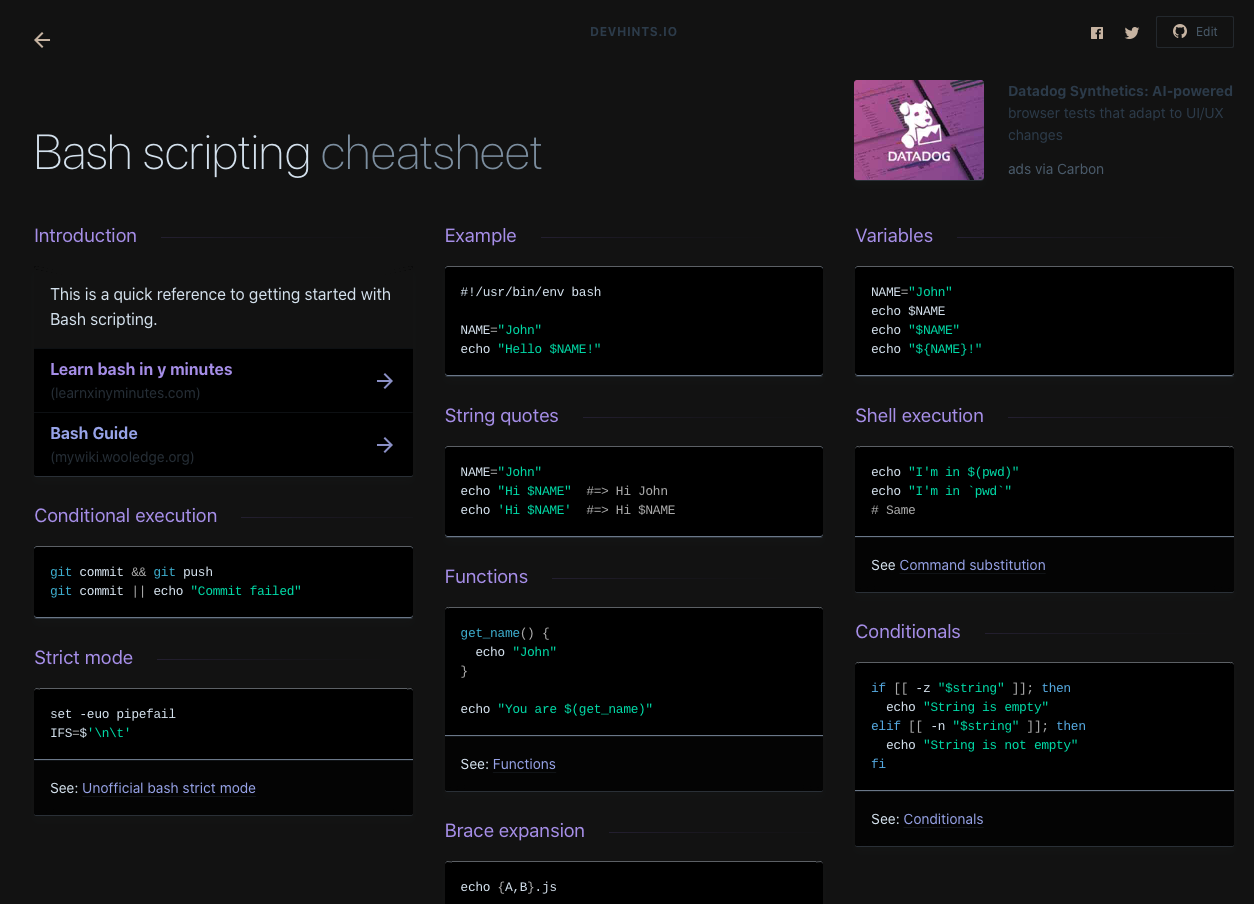 DEVHINTS.IO
Edit
DATADOG
Datadog Synthetics: AI-powered
browser tests that adapt to UI/UX
changes
ads via Carbon
Bash scripting cheatsheet
Introduction
This is a quick reference to getting started with
Bash scripting.
Learn bash in y minutes
(learnxinyminutes.com)
Bash Guide
(mywiki.wooledge.org)
Conditional execution
git commit && git push
git commit || echo "Commit failed"
Strict mode
set -euo pipefail
IFS=$'\n\t'
See: Unofficial bash strict mode
Example
#!/usr/bin/env bash
NAME="John"
echo "Hello $NAME!"
String quotes
NAME="John"
echo "Hi $NAME"  #=> Hi John
echo 'Hi $NAME'  #=> Hi $NAME
Functions
get_name() {
  echo "John"
}
echo "You are $(get_name)"
See: Functions
Brace expansion
echo {A,B}.js
Variables
NAME="John"
echo $NAME
echo "$NAME"
echo "${NAME}!"
Shell execution
echo "I'm in $(pwd)"
echo "I'm in `pwd`"
# Same
See Command substitution
Conditionals
if [[ -z "$string" ]]; then
  echo "String is empty"
elif [[ -n "$string" ]]; then
  echo "String is not empty"
fi
See: Conditionals